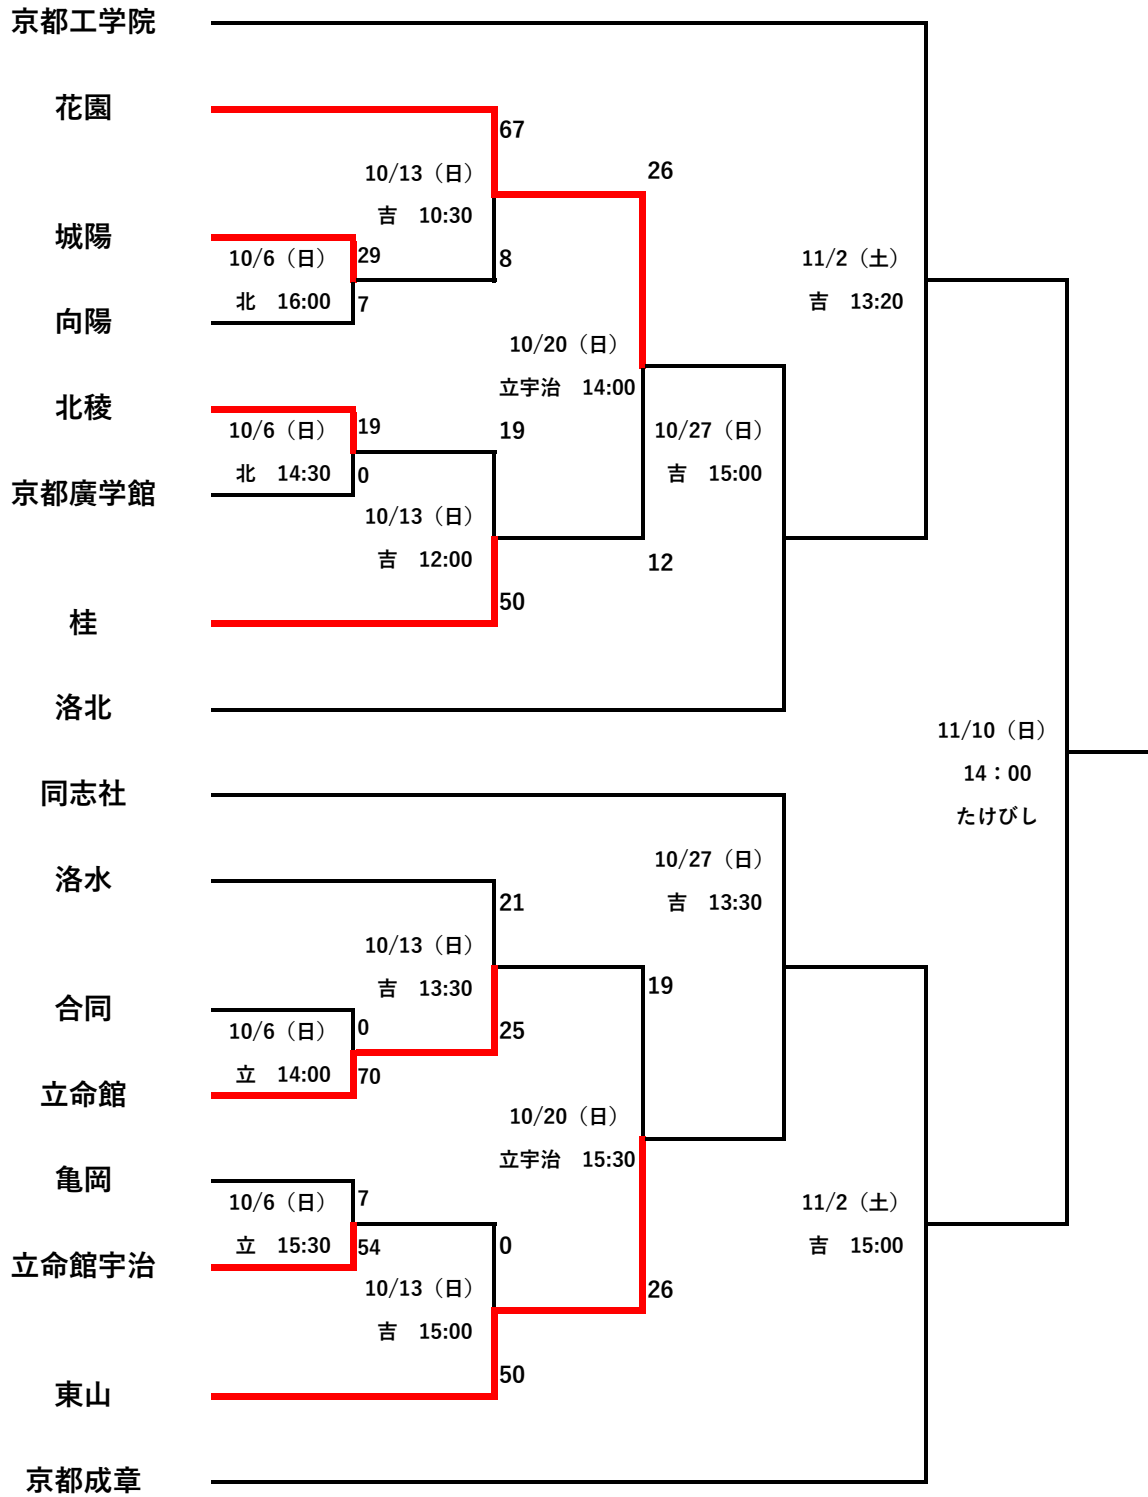 京都工学院
花園
67
10/13（日）
26
吉　10:30
城陽
10/6（日）
29
8
11/2（土）
北　16:00
7
吉　13:20
向陽
10/20（日）
立宇治　14:00
北稜
10/6（日）
19
19
10/27（日）
北　14:30
0
吉　15:00
京都廣学館
10/13（日）
吉　12:00
12
50
桂
洛北
11/10（日）
14：00
たけびし
同志社
10/27（日）
洛水
21
吉　13:30
10/13（日）
吉　13:30
19
合同
10/6（日）
0
25
立　14:00
70
立命館
10/20（日）
立宇治　15:30
亀岡
10/6（日）
7
11/2（土）
立　15:30
54
0
吉　15:00
立命館宇治
10/13（日）
26
吉　15:00
50
東山
京都成章